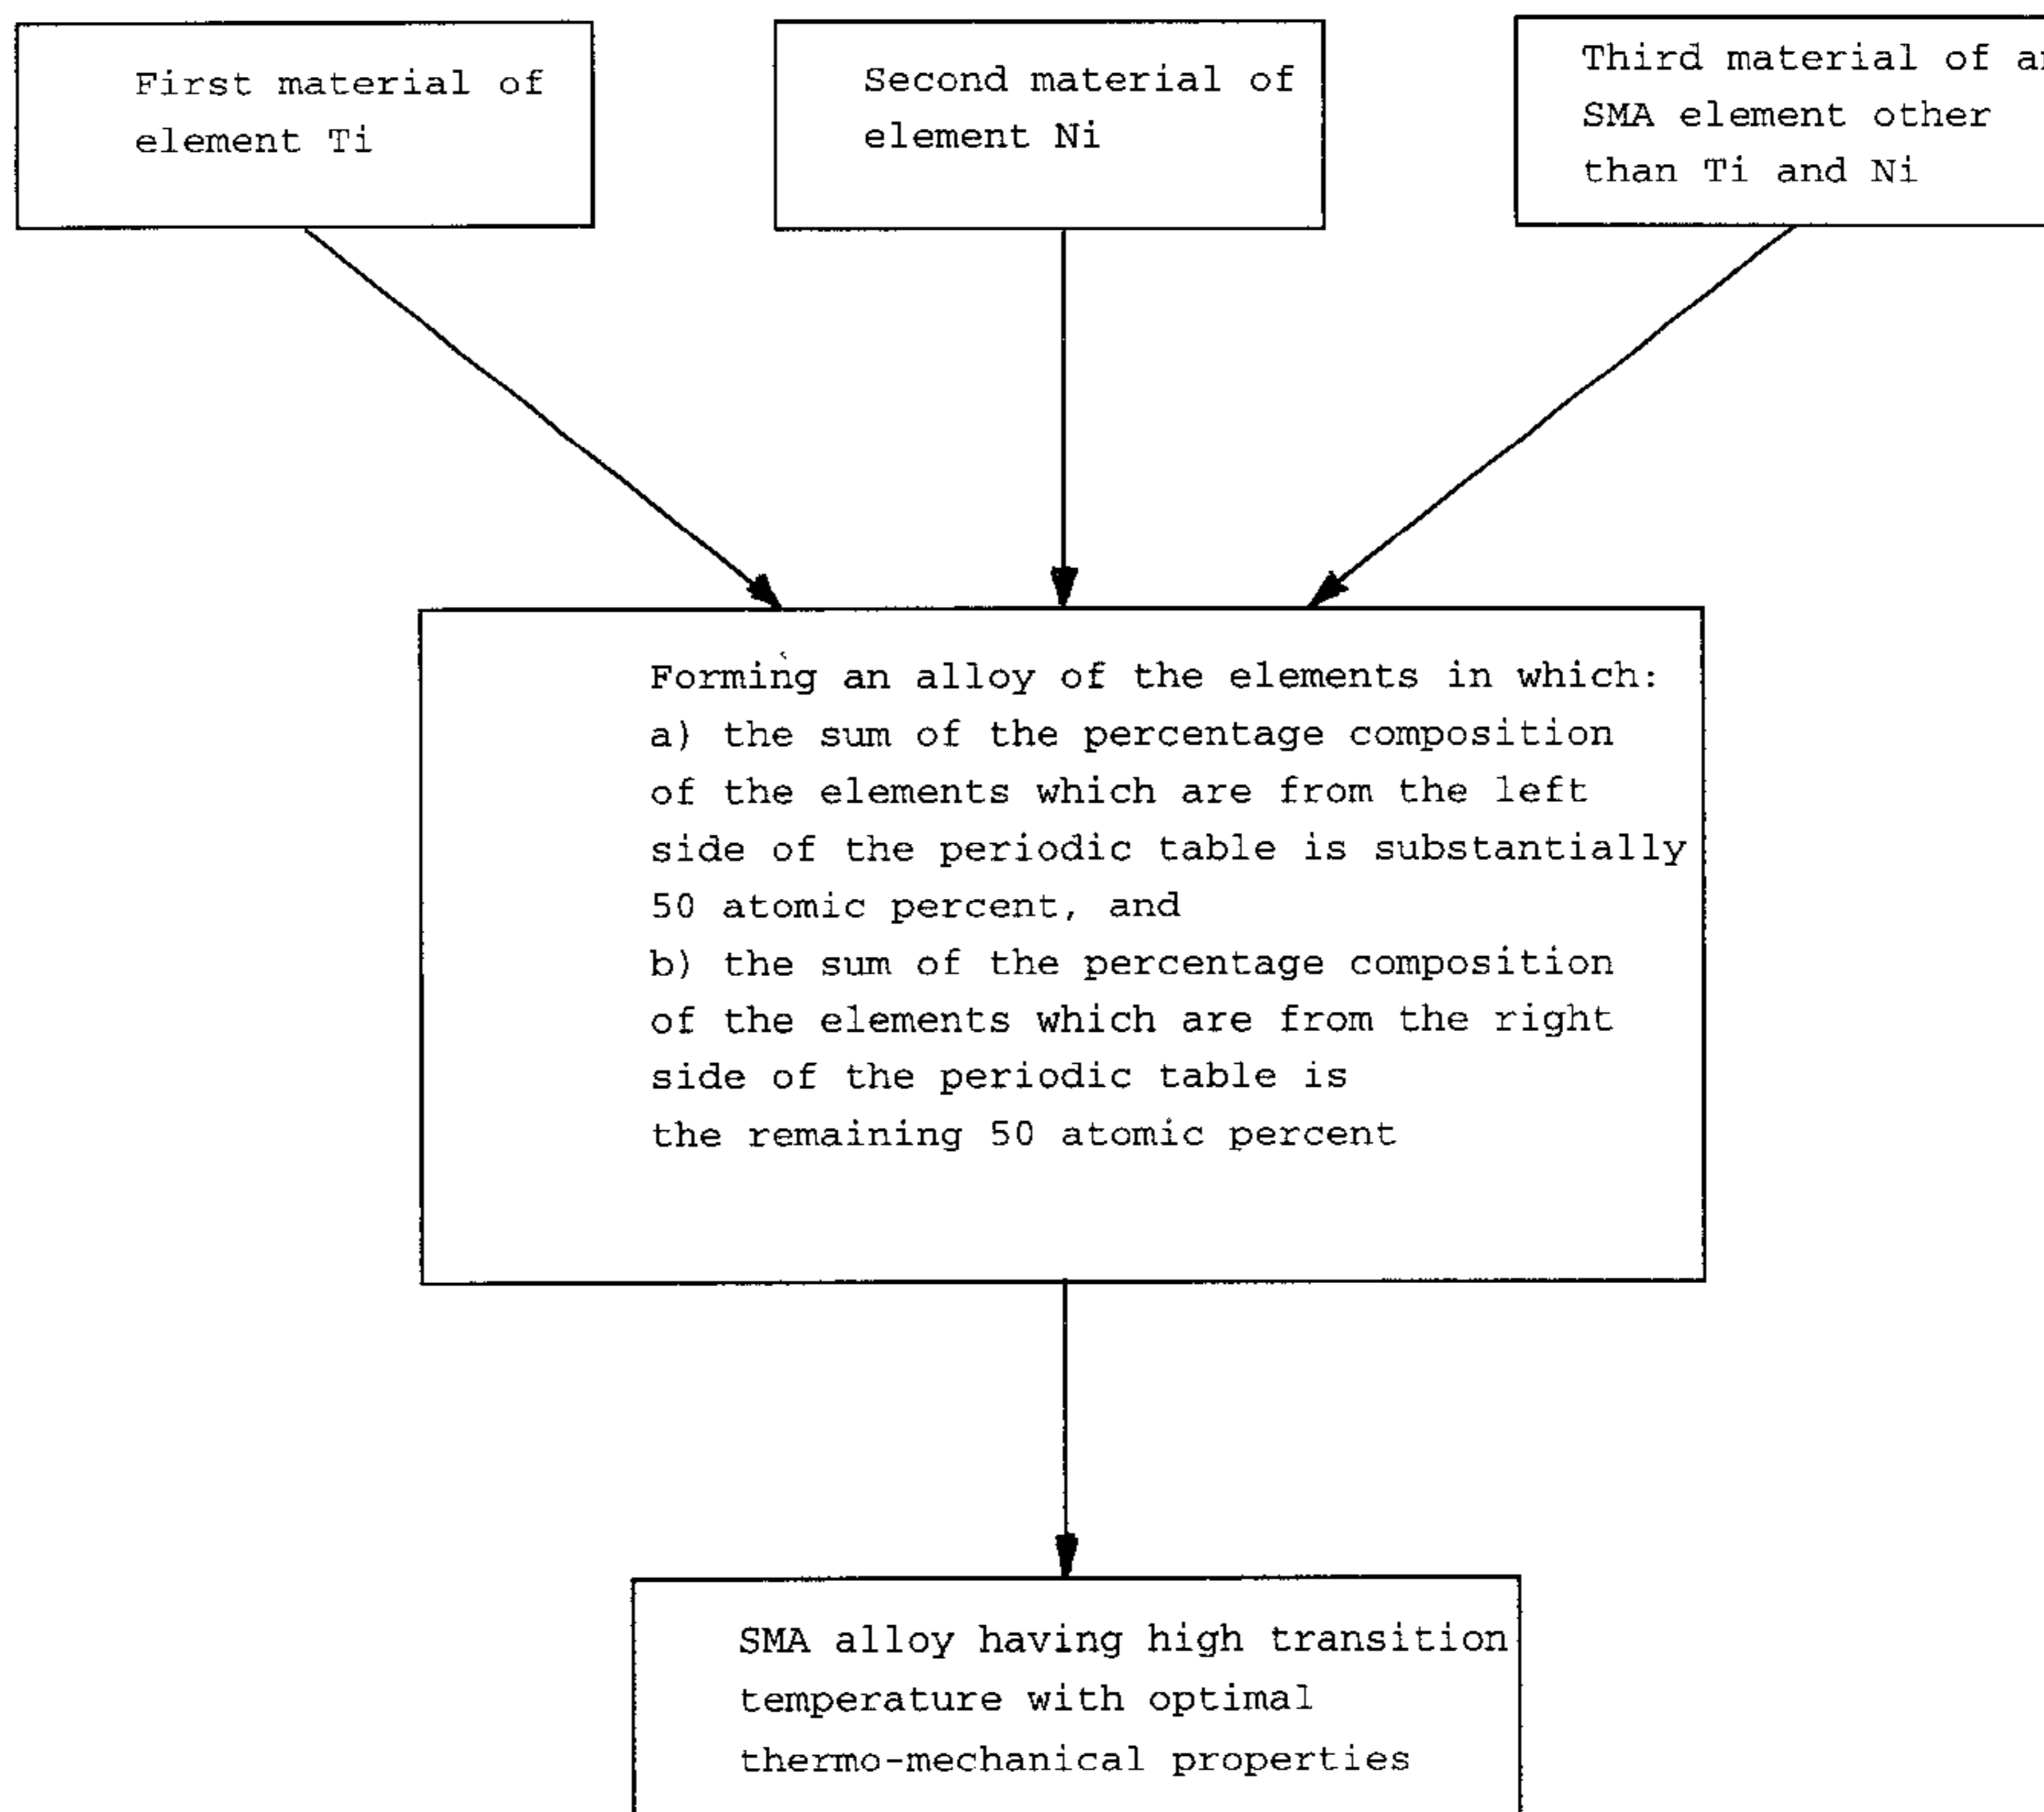 First material of
element Ti
Second material of
element Ni
Third material of
SMA element other
than Ti and Ni
Forming an alloy of the elements in which:
a) the sum of the percentage composition
of the elements which are from the left
side of the periodic table is substantially
50 atomic percent, and
b) the sum of the percentage composition
of the elements which are from the right
side of the periodic table is
the remaining 50 atomic percent
SMA alloy having high transition
temperature with optimal
thermo-mechanical properties